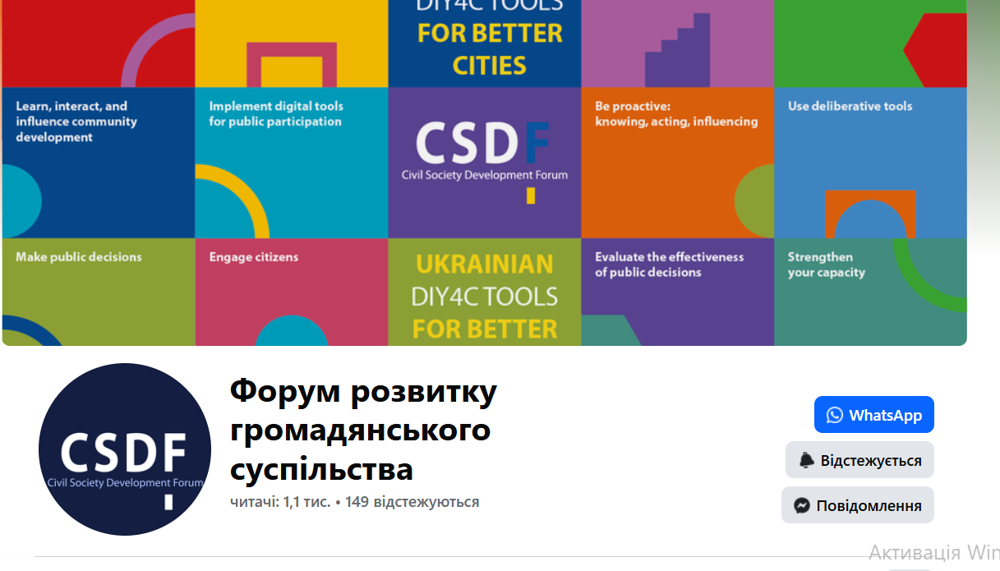 DIY4C TOOLS
FOR BETTER
CITIES
Learn, interact, and
influence community
development
Implement digital tools
for public participation
CSDF
Civil Society Development Forum
Be proactive:
knowing, acting, influencing
Use deliberative tools
Make public decisions
Engage citizens
UKRAINIAN
DIY4C TOOLS
FOR BETTER
Evaluate the effectiveness
of public decisions
Strengthen
your capacity
CSDF
Civil Society Development Forum
Форум розвитку
громадянського
суспільства
читачі: 1,1 тис. • 149 відстежуються
WhatsApp
Відстежується
Повідомлення
Активація Win